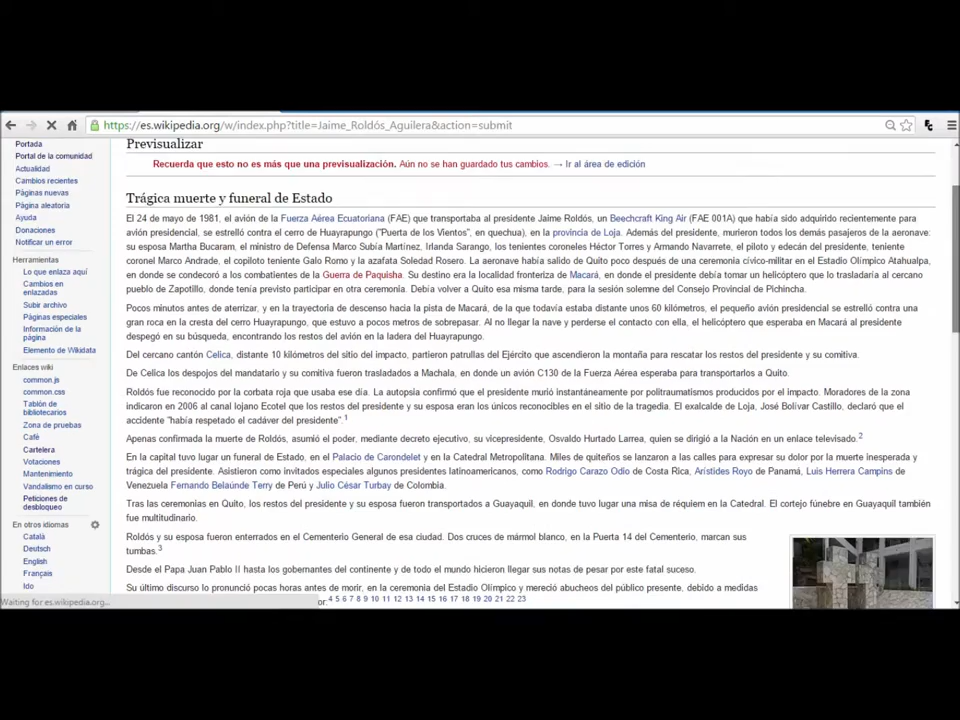 https://es.wikipedia.org/w/index.php?title=Jaime_Roldós_Aguilera&action=submit
Portada
Portal de la comunidad
Actualidad
Cambios recientes
Páginas nuevas
Página aleatoria
Ayuda
Donaciones
Notificar un error
Herramientas
Lo que enlaza aquí
Cambios en
enlazadas
Subir archivo
Páginas especiales
Información de la
página
Elemento de Wikidata
Enlaces wiki
common.js
common.css
Tablón de
bibliotecarios
Zona de pruebas
Café
Cartelera
Votaciones
Mantenimiento
Vandalismo en curso
Peticiones de
desbloqueo
En otros idiomas
Català
Deutsch
English
Français
Ido
Waiting for es.wikipedia.org...
Previsualizar
Recuerda que esto no es más que una previsualización. Aún no se han guardado tus cambios. → Ir al área de edición
Trágica muerte y funeral de Estado
El 24 de mayo de 1981, el avión de la Fuerza Aérea Ecuatoriana (FAE) que transportaba al presidente Jaime Roldós, un Beechcraft King Air (FAE 001A) que había sido adquirido recientemente para
avión presidencial, se estrelló contra el cerro de Huayrapungo ("Puerta de los Vientos", en quechua), en la provincia de Loja. Además del presidente, murieron todos los demás pasajeros de la aeronave:
su esposa Martha Bucaram, el ministro de Defensa Marco Subía Martínez, Irlanda Sarango, los tenientes coroneles Héctor Torres y Armando Navarrete, el piloto y edecán del presidente, teniente
coronel Marco Andrade, el copiloto teniente Galo Romo y la azafata Soledad Rosero. La aeronave había salido de Quito poco después de una ceremonia cívico-militar en el Estadio Olímpico Atahualpa,
en donde se condecoró a los combatientes de la Guerra de Paquisha. Su destino era la localidad fronteriza de Macará, en donde el presidente debía tomar un helicóptero que lo trasladaría al cercano
pueblo de Zapotillo, donde tenía previsto participar en otra ceremonia. Debía volver a Quito esa misma tarde, para la sesión solemne del Consejo Provincial de Pichincha.
Pocos minutos antes de aterrizar, y en la trayectoria de descenso hacia la pista de Macará, de la que todavía estaba distante unos 60 kilómetros, el pequeño avión presidencial se estrelló contra una
gran roca en la cresta del cerro Huayrapungo, que estuvo a pocos metros de sobrepasar. Al no llegar la nave y perderse el contacto con ella, el helicóptero que esperaba en Macará al presidente
despegó en su búsqueda, encontrando los restos del avión en la ladera del Huayrapungo.
Del cercano cantón Celica, distante 10 kilómetros del sitio del impacto, partieron patrullas del Ejército que ascendieron la montaña para rescatar los restos del presidente y su comitiva.
De Celica los despojos del mandatario y su comitiva fueron trasladados a Machala, en donde un avión C130 de la Fuerza Aérea esperaba para transportarlos a Quito.
Roldós fue reconocido por la corbata roja que usaba ese día. La autopsia confirmó que el presidente murió instantáneamente por politraumatismos producidos por el impacto. Moradores de la zona
indicaron en 2006 al canal lojano Ecotel que los restos del presidente y su esposa eran los únicos reconocibles en el sitio de la tragedia. El exalcalde de Loja, José Bolívar Castillo, declaró que el
accidente "había respetado el cadáver del presidente".1
Apenas confirmada la muerte de Roldós, asumió el poder, mediante decreto ejecutivo, su vicepresidente, Osvaldo Hurtado Larrea, quien se dirigió a la Nación en un enlace televisado.2
En la capital tuvo lugar un funeral de Estado, en el Palacio de Carondelet y en la Catedral Metropolitana. Miles de quiteños se lanzaron a las calles para expresar su dolor por la muerte inesperada y
trágica del presidente. Asistieron como invitados especiales algunos presidentes latinoamericanos, como Rodrigo Carazo Odio de Costa Rica, Arístides Royo de Panamá, Luis Herrera Campins de
Venezuela Fernando Belaúnde Terry de Perú y Julio César Turbay de Colombia.
Tras las ceremonias en Quito, los restos del presidente y su esposa fueron transportados a Guayaquil, en donde tuvo lugar una misa de réquiem en la Catedral. El cortejo fúnebre en Guayaquil también
fue multitudinario.
Roldós y su esposa fueron enterrados en el Cementerio General de esa ciudad. Dos cruces de mármol blanco, en la Puerta 14 del Cementerio, marcan sus
tumbas.3
Desde el Papa Juan Pablo II hasta los gobernantes del continente y de todo el mundo hicieron llegar sus notas de pesar por este fatal suceso.
Su último discurso lo pronunció pocas horas antes de morir, en la ceremonia del Estadio Olímpico y mereció abucheos del público presente, debido a medidas
or.4 5 6 7 8 9 10 11 12 13 14 15 16 17 18 19 20 21 22 23